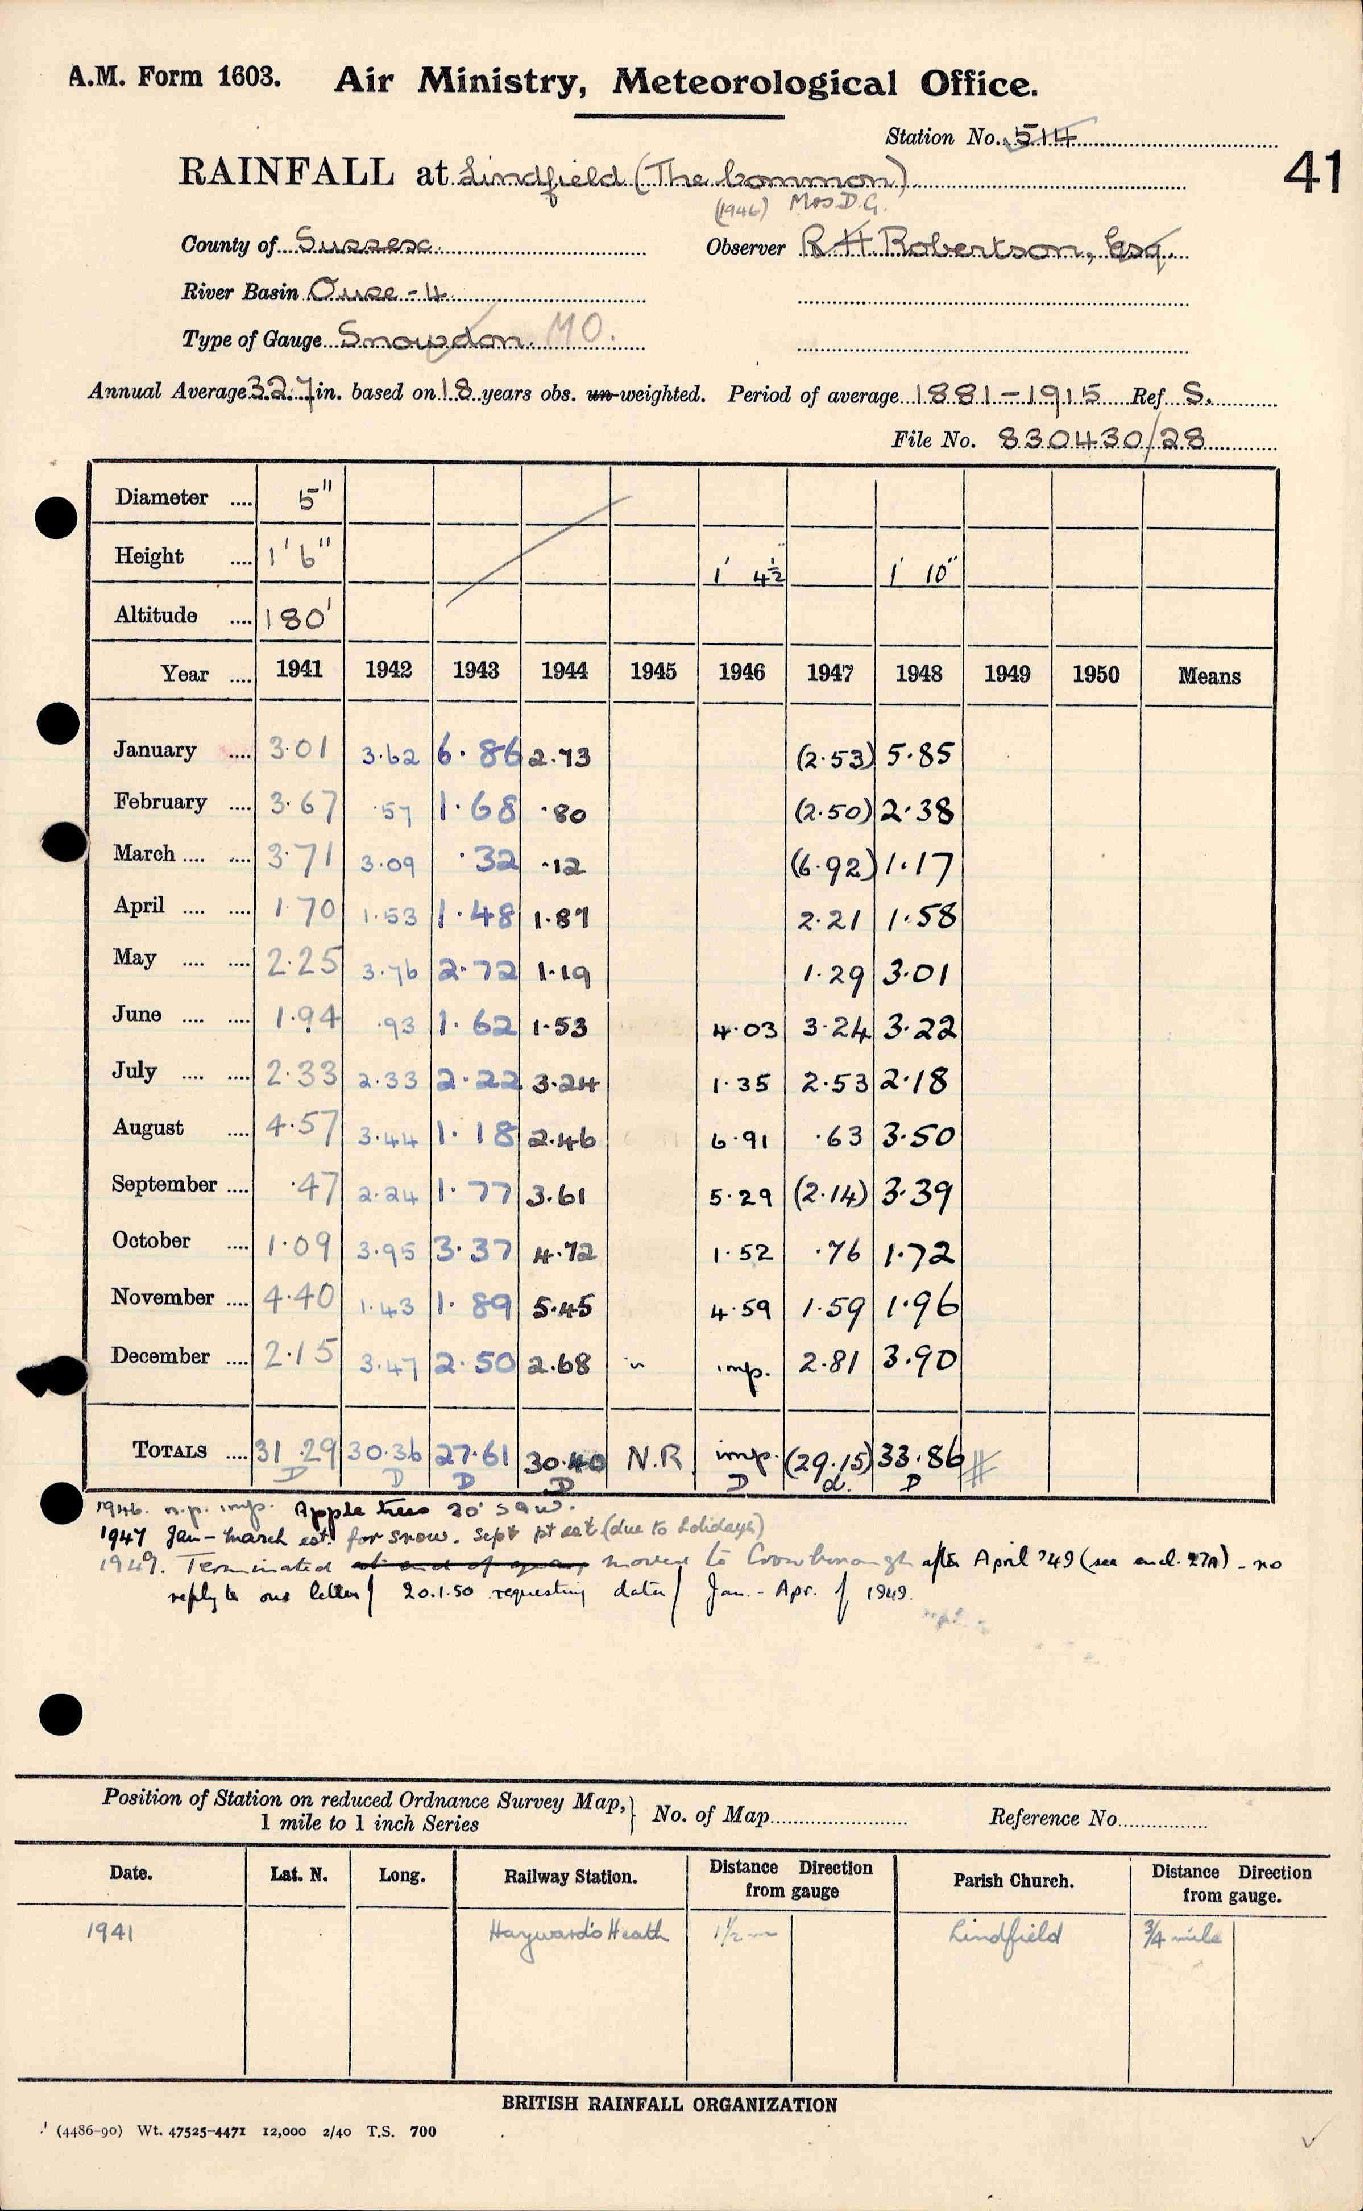 A.M. Form 1603. Air Ministry, Meteorological Office.
Station No. 514
41
RAINFALL at Lindfield (The Common)
(1946) Mrs D.G.
County of Sussex. Observer R H Robertson, Esq.
River Basin Ouse - 4
Type of Gauge Snowdon. MO.
Annual Average 32.7 in. based on 18 years obs. un-weighted. Period of average 1881-1915 Ref. S.
File No. 830430/28
Diameter .... 5"
Height .... 1' 6" 1' 4½" 1' 10"
Altitude .... 180'
Year .... 1941 1942 1943 1944 1945 1946 1947 1948 1949 1950 Means
January .... 3.01 3.62 6.86 2.73 (2.53) 5.85
February .... 3.67 .57 1.68 .80 (2.50) 2.38
March .... .... 3.71 3.09 .32 .12 (6.92) 1.17
April .... .... 1.70 1.53 1.48 1.87 2.21 1.58
May .... .... 2.25 3.76 2.72 1.19 1.29 3.01
June .... .... 1.94 .93 1.62 1.53 4.03 3.24 3.22
July .... .... 2.33 2.33 2.22 3.24 1.35 2.53 2.18
August .... 4.57 3.44 1.18 2.46 6.91 .63 3.50
September .... .47 2.24 1.77 3.61 5.29 (2.14) 3.39
October .... 1.09 3.95 3.37 4.72 1.52 .76 1.72
November .... 4.40 1.43 1.89 5.45 4.59 1.59 1.96
December .... 2.15 3.47 2.50 2.68 imp. 2.81 3.90
TOTALS .... 31.29 30.36 27.61 30.40 N.R. imp. (29.15) 33.86 #
D D D D D d. D
1946. n.p. imp. Apple trees 20' S & W.
1947 Jan - March est. for snow. Sept pt est (due to holidays)
1949. Terminated moved to Crowborough after April '49 (see encl. 27A) - no
reply to our letter of 20.1.50 requesting data of Jan. - Apr. of 1949.
Position of Station on reduced Ordnance Survey Map,
1 mile to 1 inch Series } No. of Map Reference No.
Date. Lat. N. Long. Railway Station. Distance Direction from gauge Parish Church. Distance Direction from gauge.
1941 Hayward's Heath 1½ m Lindfield ¾ mile
BRITISH RAINFALL ORGANIZATION
(4486-90) Wt. 47525-4471 12,000 2/40 T.S. 700